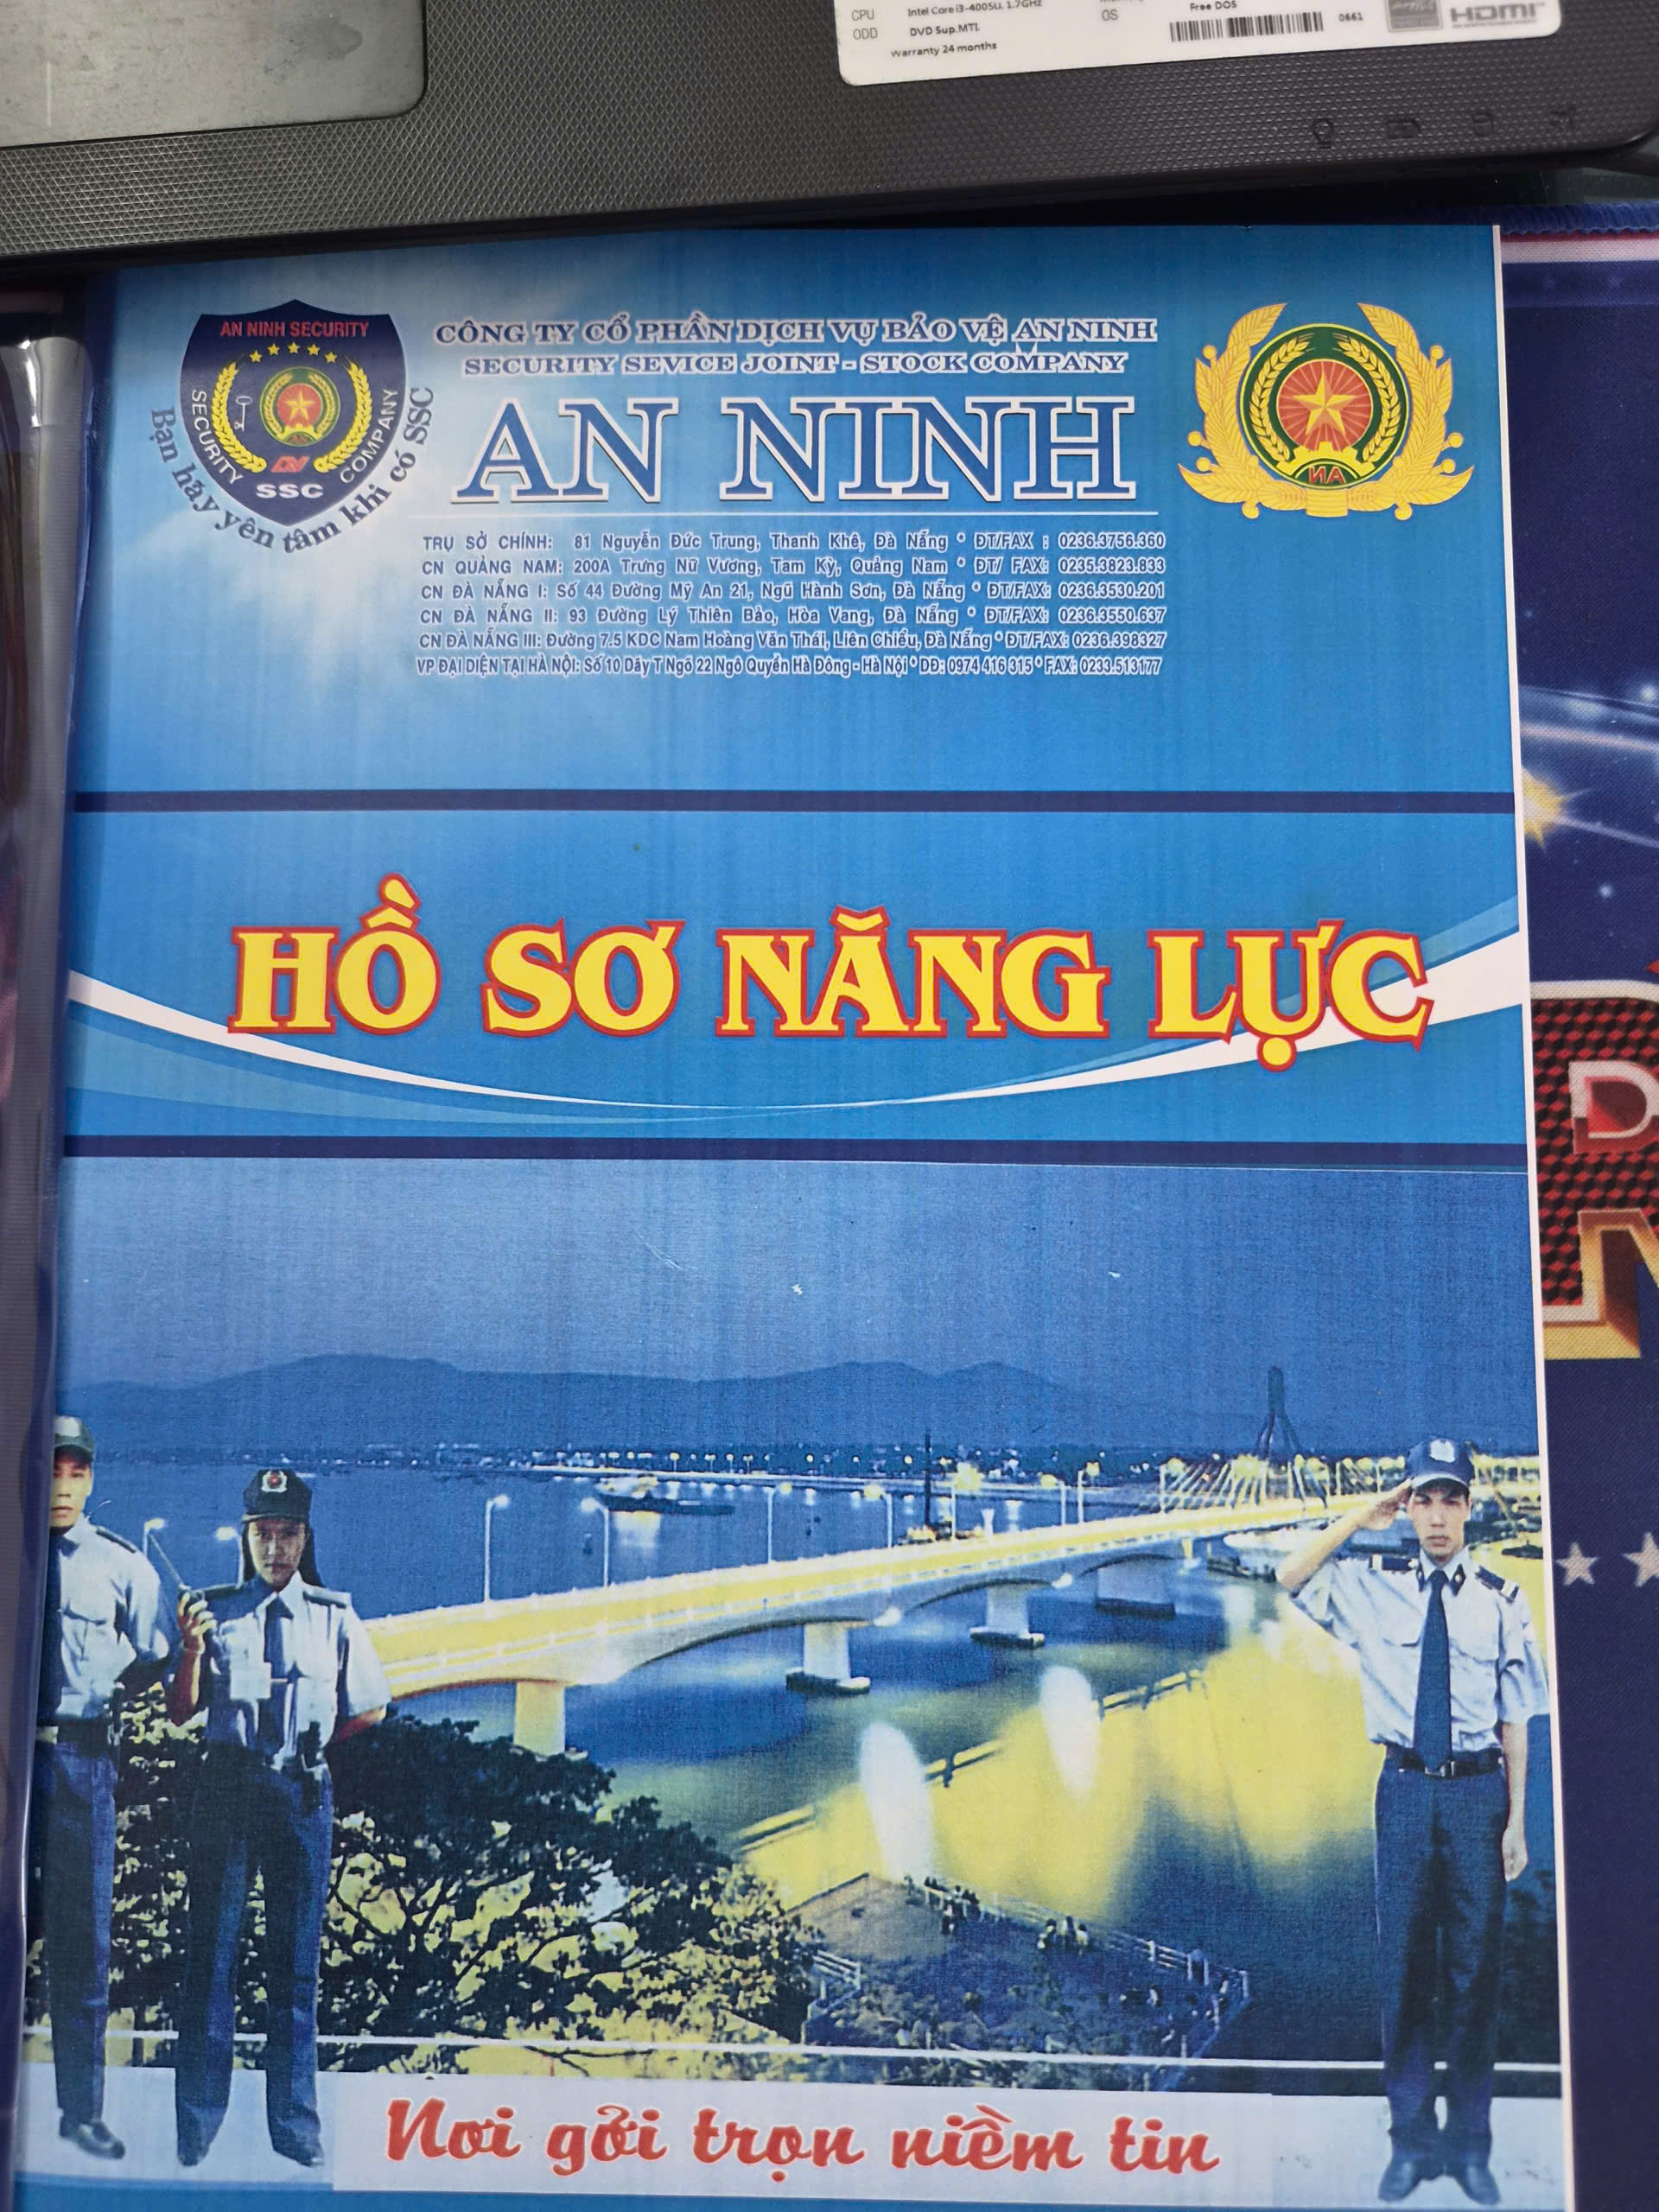 CPU Intel Core i3-4005U, 1.7GHz
ODD DVD Sup.MTL
Warranty 24 months
OS Free DOS
0661
HDMI
AN NINH SECURITY
SECURITY COMPANY
SSC
Bạn hãy yên tâm khi có SSC
CÔNG TY CỔ PHẦN DỊCH VỤ BẢO VỆ AN NINH
SECURITY SEVICE JOINT - STOCK COMPANY
AN NINH
AN
TRỤ SỞ CHÍNH: 81 Nguyễn Đức Trung, Thanh Khê, Đà Nẵng * ĐT/FAX : 0236.3756.360
CN QUẢNG NAM: 200A Trưng Nữ Vương, Tam Kỳ, Quảng Nam * ĐT/ FAX: 0235.3823.833
CN ĐÀ NẴNG I: Số 44 Đường Mỹ An 21, Ngũ Hành Sơn, Đà Nẵng * ĐT/FAX: 0236.3530.201
CN ĐÀ NẴNG II: 93 Đường Lý Thiên Bảo, Hòa Vang, Đà Nẵng * ĐT/FAX: 0236.3550.637
CN ĐÀ NẴNG III: Đường 7.5 KDC Nam Hoàng Văn Thái, Liên Chiểu, Đà Nẵng * ĐT/FAX: 0236.398327
VP ĐẠI DIỆN TẠI HÀ NỘI: Số 10 Dãy T Ngõ 22 Ngô Quyền Hà Đông - Hà Nội * DĐ: 0974 416 315 * FAX: 0233.513177
HỒ SƠ NĂNG LỰC
Nơi gởi trọn niềm tin